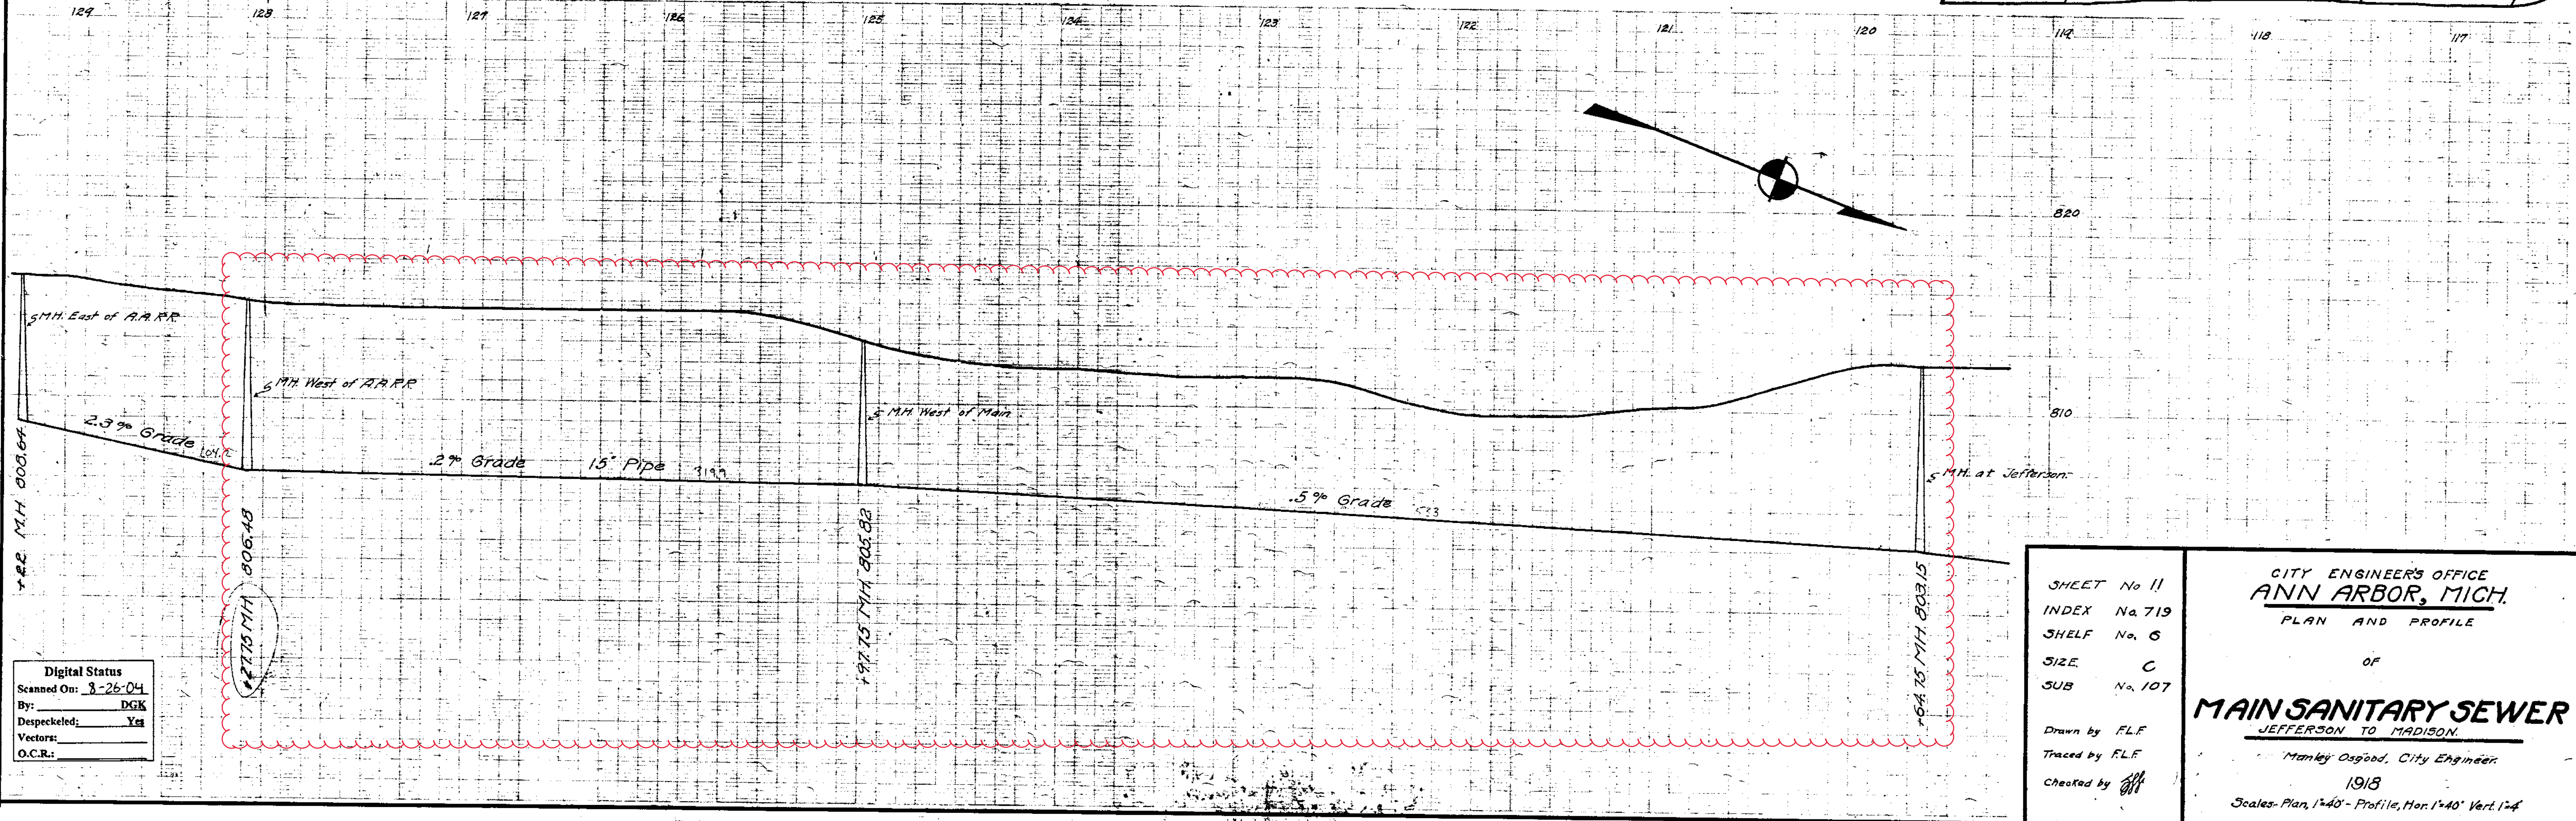 129 128 127 126 125 124 123 122 121 120 119 118 117
820
810
M.H. East of A.A.R.R.
M.H. West of A.A.R.R.
M.H. West of Main
M.H. at Jefferson
2.3% Grade
.2% Grade 15" Pipe 319.9
.5% Grade 533
+22 M.H. 808.64
+27.75 MH 806.48
+97.75 MH. 805.82
+64.75 MH. 803.15
Digital Status
Scanned On: 8-26-04
By: DGK
Despeckeled: Yes
Vectors:
O.C.R.:
SHEET No 11
INDEX No. 719
SHELF No. 6
SIZE C
SUB No. 107
Drawn by F.L.F
Traced by F.L.F.
Checked by
CITY ENGINEER'S OFFICE
ANN ARBOR, MICH.
PLAN AND PROFILE
OF
MAIN SANITARY SEWER
JEFFERSON TO MADISON.
Manley Osgood, City Engineer.
1918
Scales-Plan, 1"=40' - Profile, Hor. 1"=40' Vert. 1"=4'